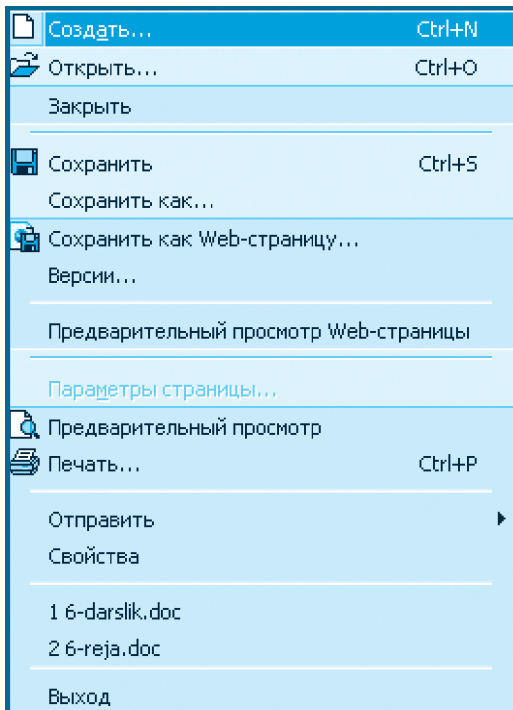 Создать... Ctrl+N
Открыть... Ctrl+O
Закрыть
Сохранить Ctrl+S
Сохранить как...
Сохранить как Web-страницу...
Версии...
Предварительный просмотр Web-страницы
Параметры страницы...
Предварительный просмотр
Печать... Ctrl+P
Отправить
Свойства
1 6-darslik.doc
2 6-reja.doc
Выход